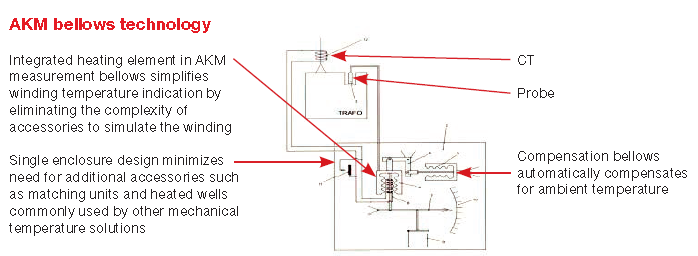 AKM bellows technology
Integrated heating element in AKM
measurement bellows simplifies
winding temperature indication by
eliminating the complexity of
accessories to simulate the winding
Single enclosure design minimizes
need for additional accessories such
as matching units and heated wells
commonly used by other mechanical
temperature solutions
CT
Probe
TRAFO
Compensation bellows
automatically compensates
for ambient temperature